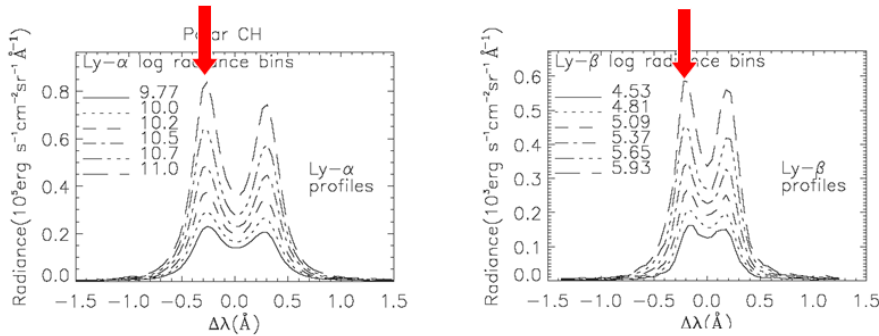 Polar CH
Ly-α log radiance bins
9.77
10.0
10.2
10.5
10.7
11.0
Ly-α
profiles
Radiance(10⁵erg s⁻¹cm⁻²sr⁻¹Å⁻¹)
0.8
0.6
0.4
0.2
0.0
−1.5 −1.0 −0.5 0.0 0.5 1.0 1.5
Δλ(Å)
Ly-β log radiance bins
4.53
4.81
5.09
5.37
5.65
5.93
Ly-β
profiles
Radiance(10³erg s⁻¹cm⁻²sr⁻¹Å⁻¹)
0.6
0.5
0.4
0.3
0.2
0.1
0.0
−1.5 −1.0 −0.5 0.0 0.5 1.0 1.5
Δλ(Å)